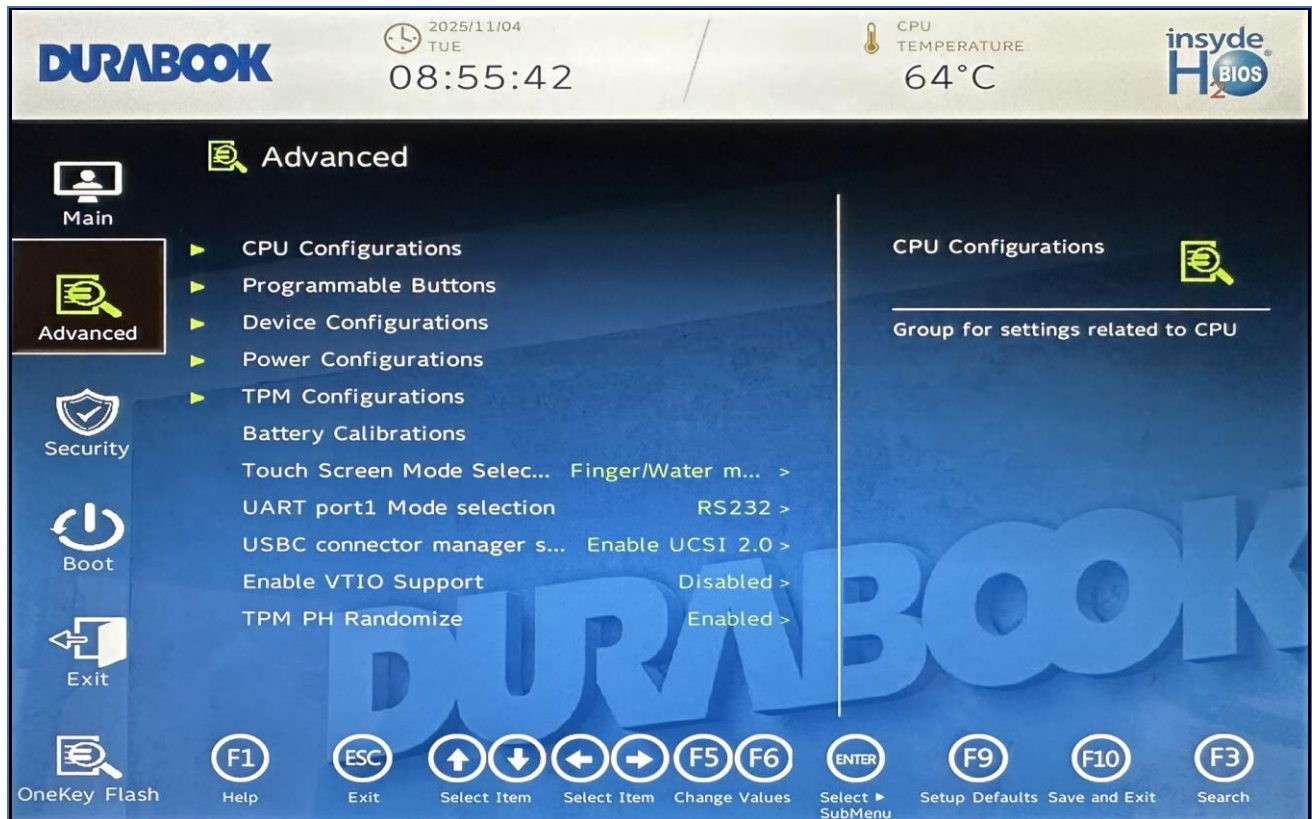 DURABOOK
2025/11/04
TUE
08:55:42
CPU
TEMPERATURE
64°C
insyde
H2BIOS
Main
Advanced
Security
Boot
Exit
OneKey Flash
Advanced
CPU Configurations
Programmable Buttons
Device Configurations
Power Configurations
TPM Configurations
Battery Calibrations
Touch Screen Mode Selec... Finger/Water m... >
UART port1 Mode selection RS232 >
USBC connector manager s... Enable UCSI 2.0 >
Enable VTIO Support Disabled >
TPM PH Randomize Enabled >
CPU Configurations
Group for settings related to CPU
DURABOOK
F1 Help
ESC Exit
Select Item
Select Item
F5 F6 Change Values
ENTER Select ► SubMenu
F9 Setup Defaults
F10 Save and Exit
F3 Search